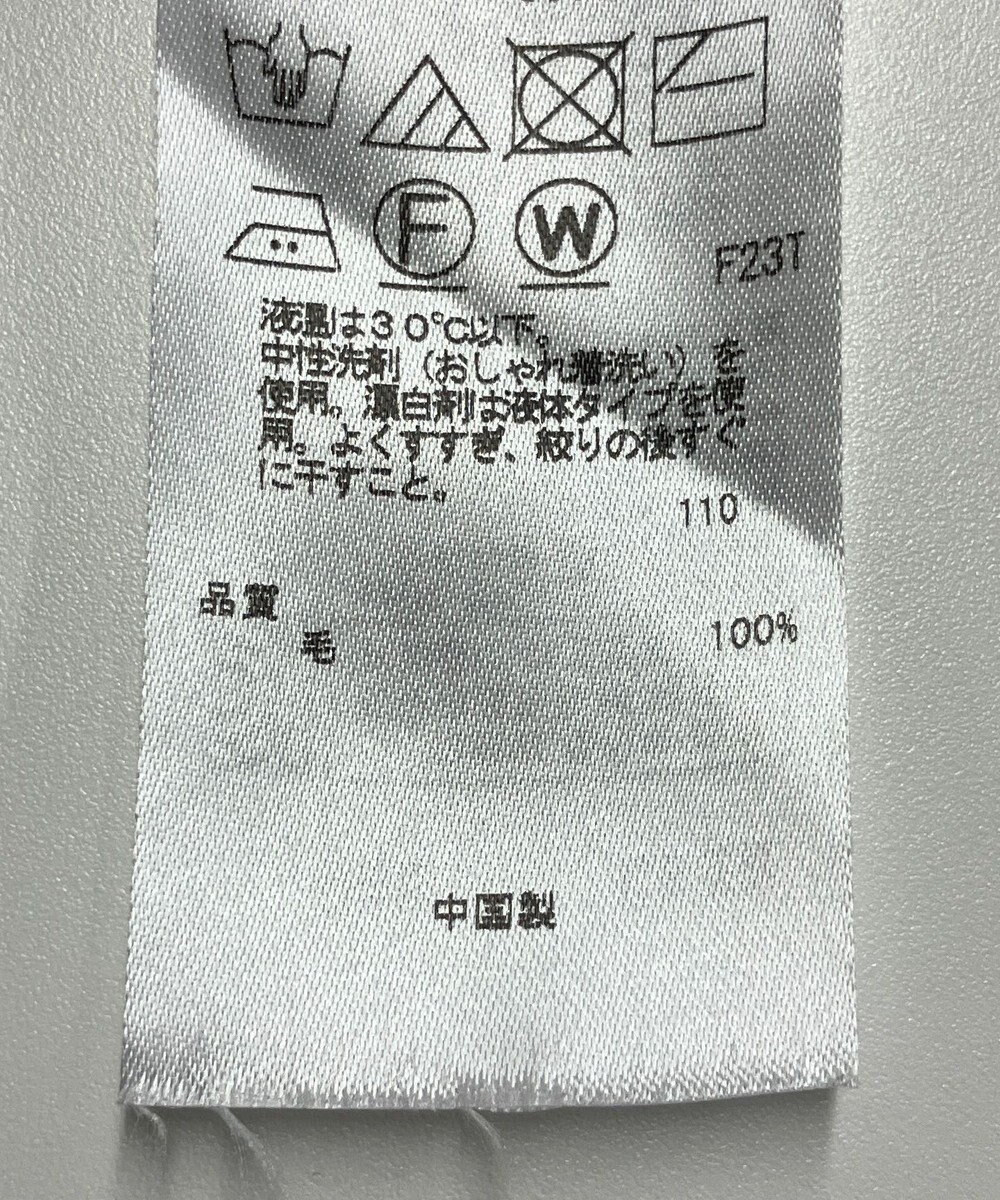 F W
F23T
液温は30℃以下。
中性洗剤（おしゃれ着洗い）を
使用。漂白剤は液体タイプを使
用。よくすすぎ、絞りの後すぐ
に干すこと。
110
品質
毛 100%
中国製